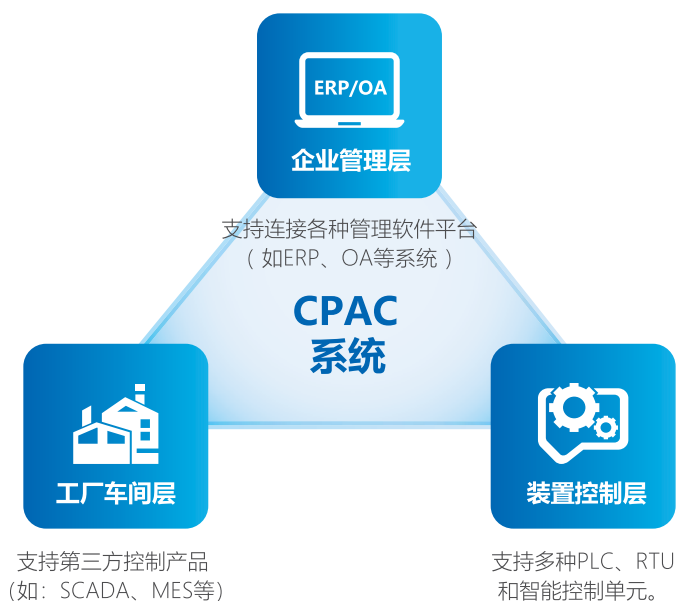 ERP/OA
企业管理层
支持连接各种管理软件平台
（如ERP、OA等系统）
CPAC
系统
工厂车间层
支持第三方控制产品
（如：SCADA、MES等）
装置控制层
支持多种PLC、RTU
和智能控制单元。